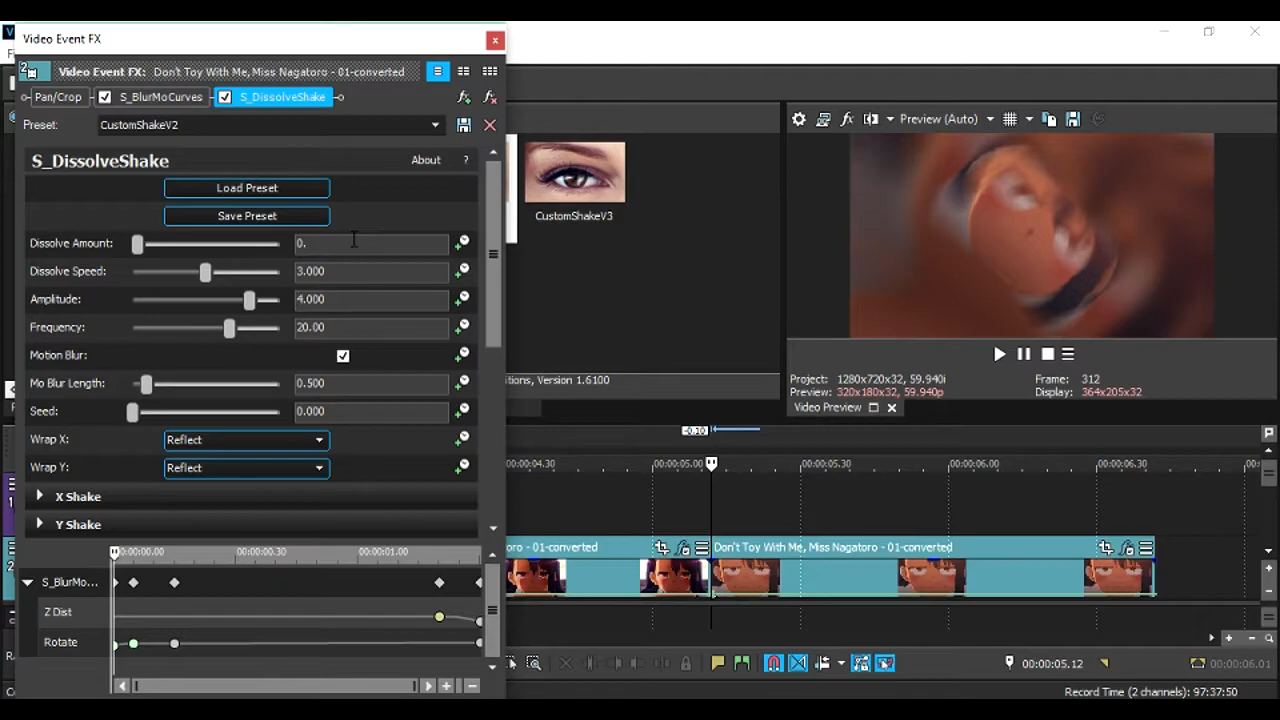 Video Event FX
x
Video Event FX: Don't Toy With Me, Miss Nagatoro - 01-converted
Pan/Crop S_BlurMoCurves S_DissolveShake
Preset: CustomShakeV2
S_DissolveShake About ?
Load Preset
Save Preset
Dissolve Amount: 0.
Dissolve Speed: 3.000
Amplitude: 4.000
Frequency: 20.00
Motion Blur:
Mo Blur Length: 0.500
Seed: 0.000
Wrap X: Reflect
Wrap Y: Reflect
X Shake
Y Shake
00:00:00.00 00:00:00.30 00:00:01.00
S_BlurMo...
Z Dist
Rotate
CustomShakeV3
itions, Version 1.6100
Preview (Auto)
Project: 1280x720x32, 59.940i Frame: 312
Preview: 320x180x32, 59.940p Display: 364x205x32
Video Preview
-0.10
00:00:04.30 00:00:05.00 00:00:05.30 00:00:06.00 00:00:06.30
oro - 01-converted Don't Toy With Me, Miss Nagatoro - 01-converted
00:00:05.12 00:00:06.01
Record Time (2 channels): 97:37:50